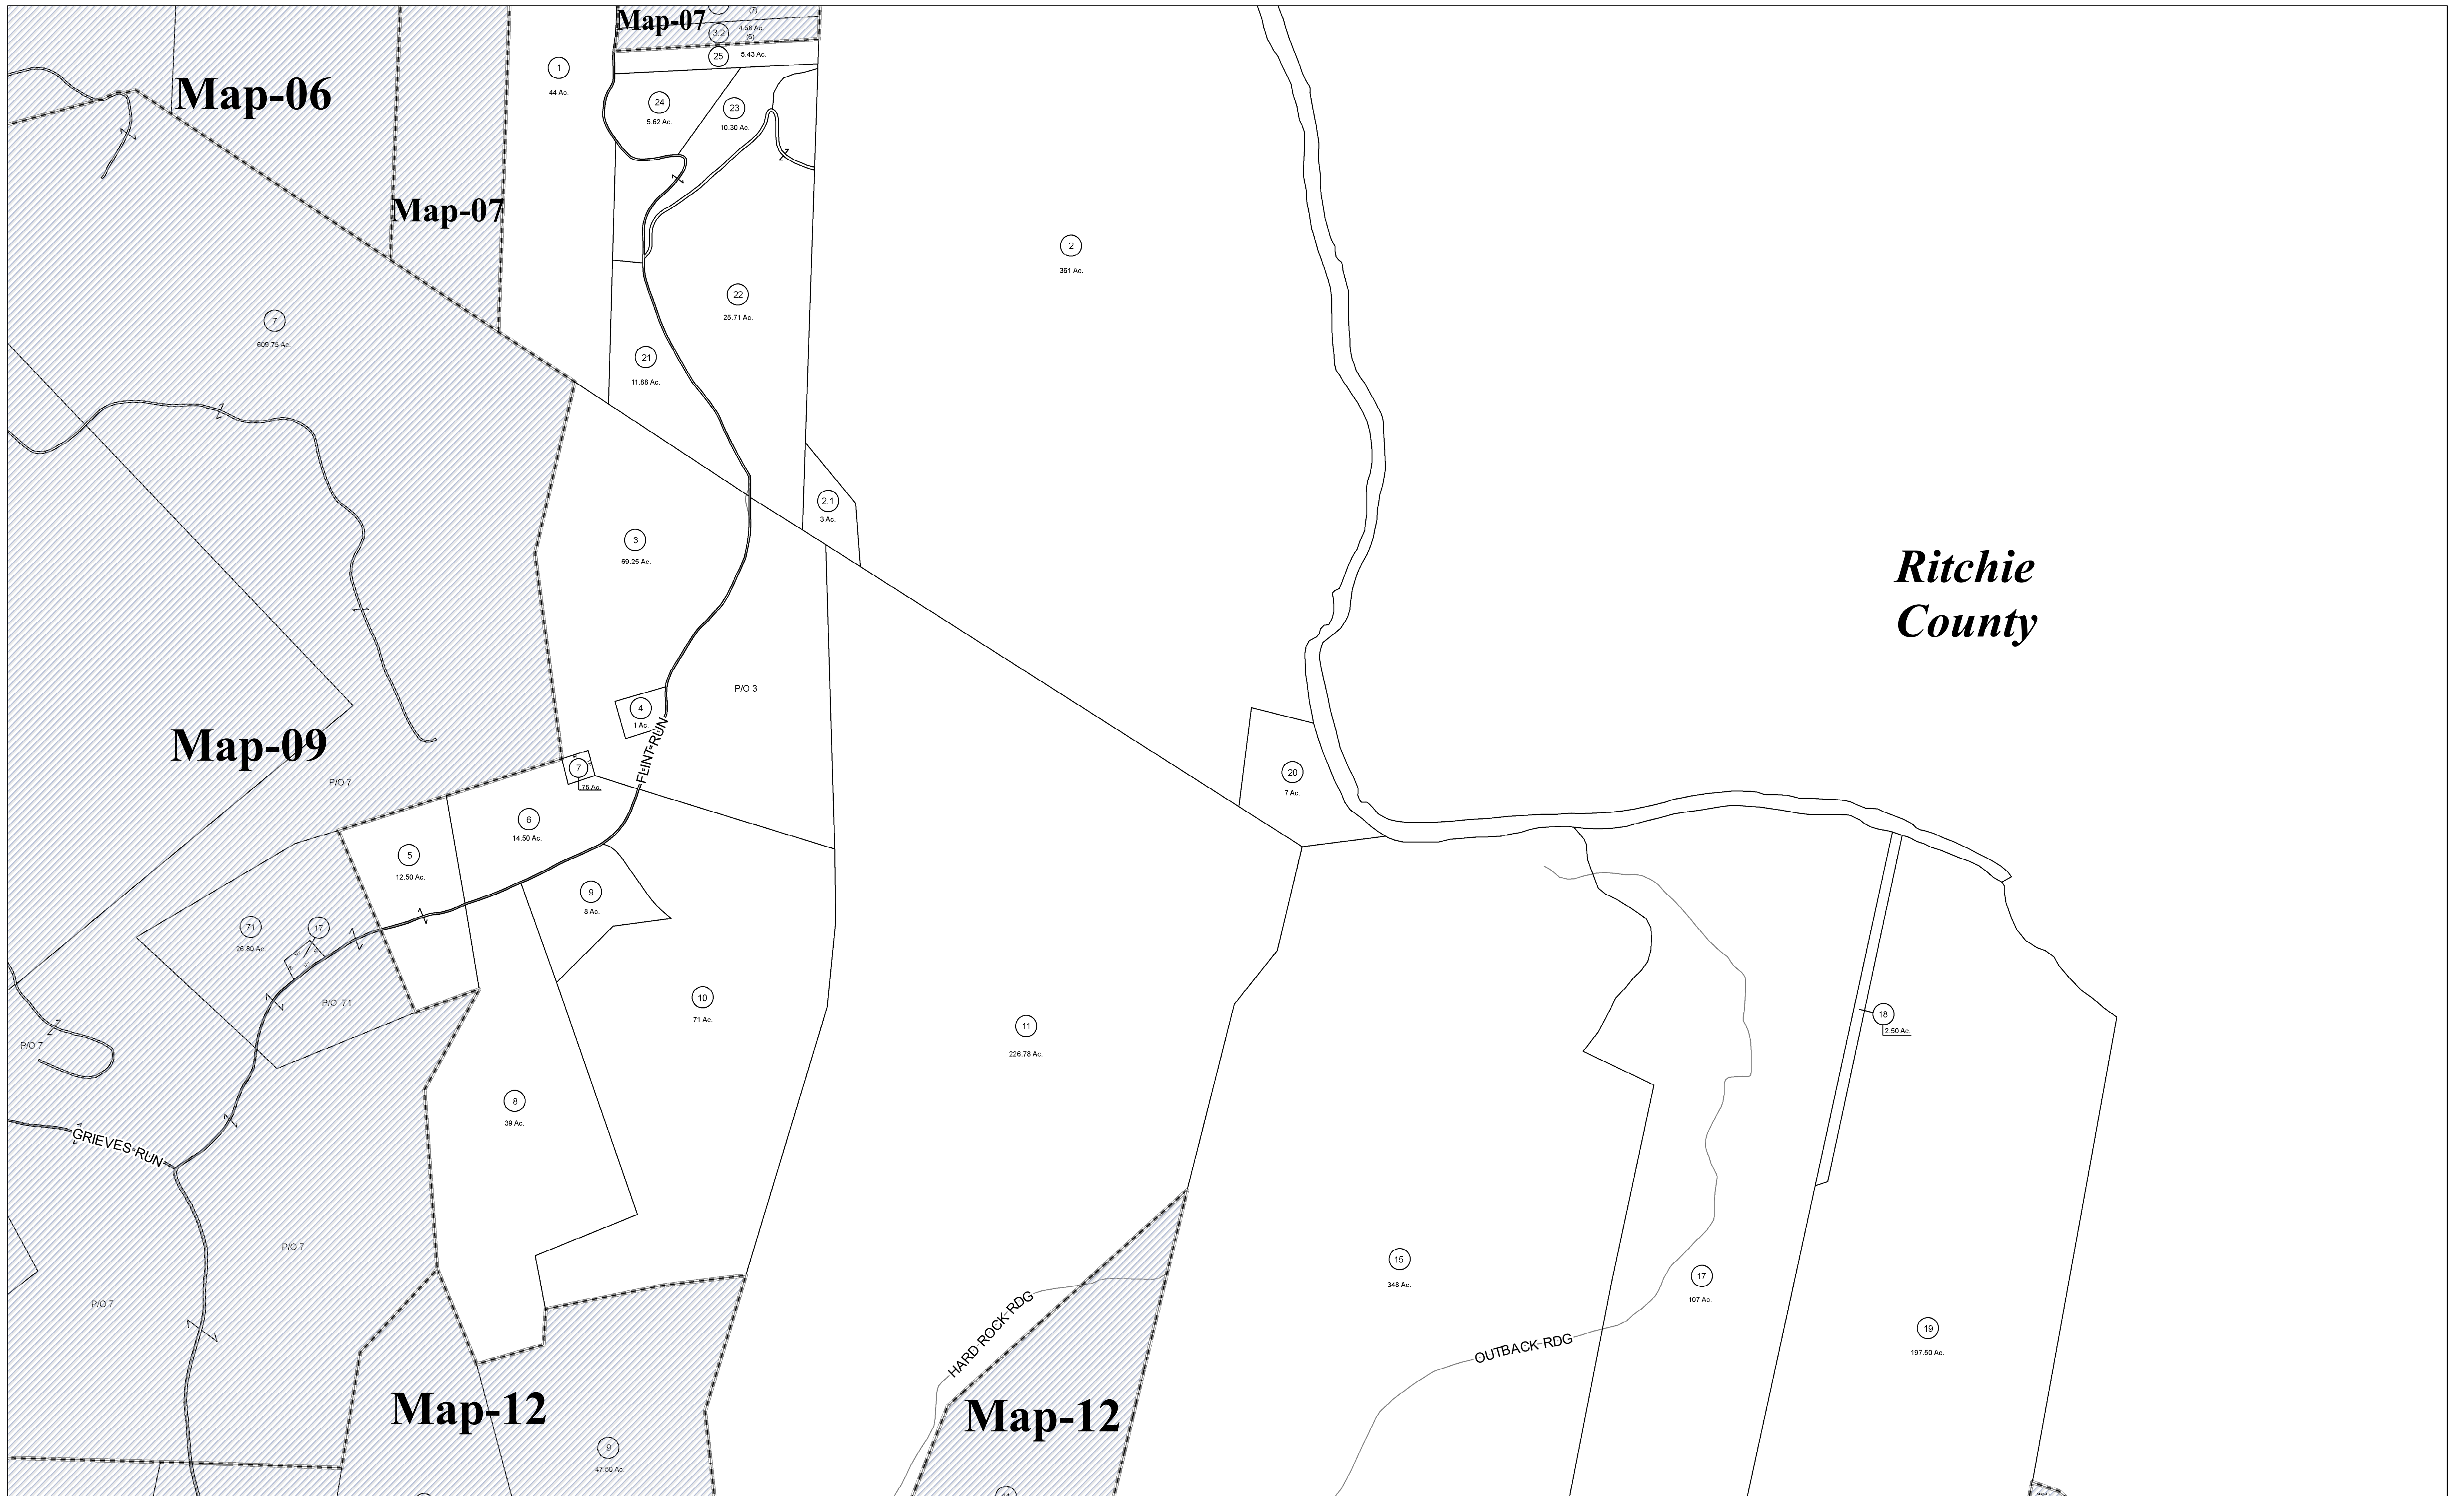 Map-07
(7)
3.2
4.56 Ac.
(5)
25
5.43 Ac.
1
44 Ac.
Map-06
24
5.62 Ac.
23
10.30 Ac.
Map-07
2
361 Ac.
22
25.71 Ac.
7
609.75 Ac.
21
11.88 Ac.
2.1
3 Ac.
3
69.25 Ac.
Ritchie
County
P/O 3
4
1 Ac.
FLINT RUN
Map-09
7
.75 Ac.
P/O 7
20
7 Ac.
6
14.50 Ac.
5
12.50 Ac.
9
8 Ac.
71
26.80 Ac.
17
10
71 Ac.
P/O 71
18
2.50 Ac.
11
226.78 Ac.
P/O 7
8
39 Ac.
GRIEVES RUN
P/O 7
15
348 Ac.
17
107 Ac.
P/O 7
HARD ROCK RDG
19
197.50 Ac.
OUTBACK RDG
Map-12
Map-12
9
47.50 Ac.